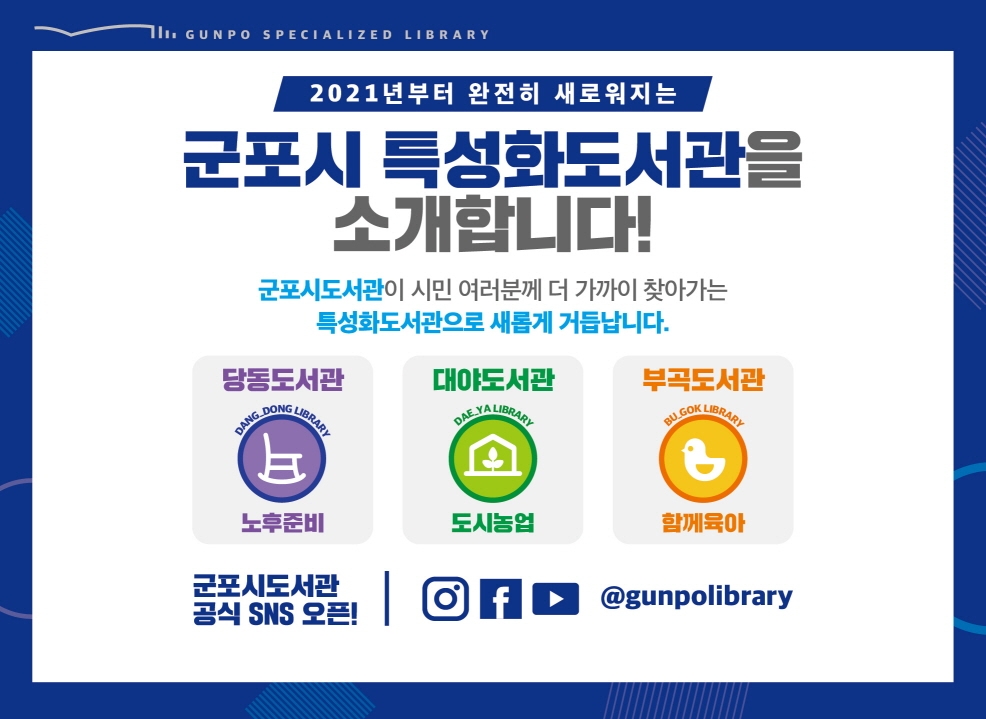 GUNPO SPECIALIZED LIBRARY
2021년부터 완전히 새로워지는
군포시 특성화도서관을
소개합니다!
군포시도서관이 시민 여러분께 더 가까이 찾아가는
특성화도서관으로 새롭게 거듭납니다.
당동도서관
DANG_DONG LIBRARY
노후준비
대야도서관
DAE_YA LIBRARY
도시농업
부곡도서관
BU_GOK LIBRARY
함께육아
군포시도서관
공식 SNS 오픈!
@gunpolibrary